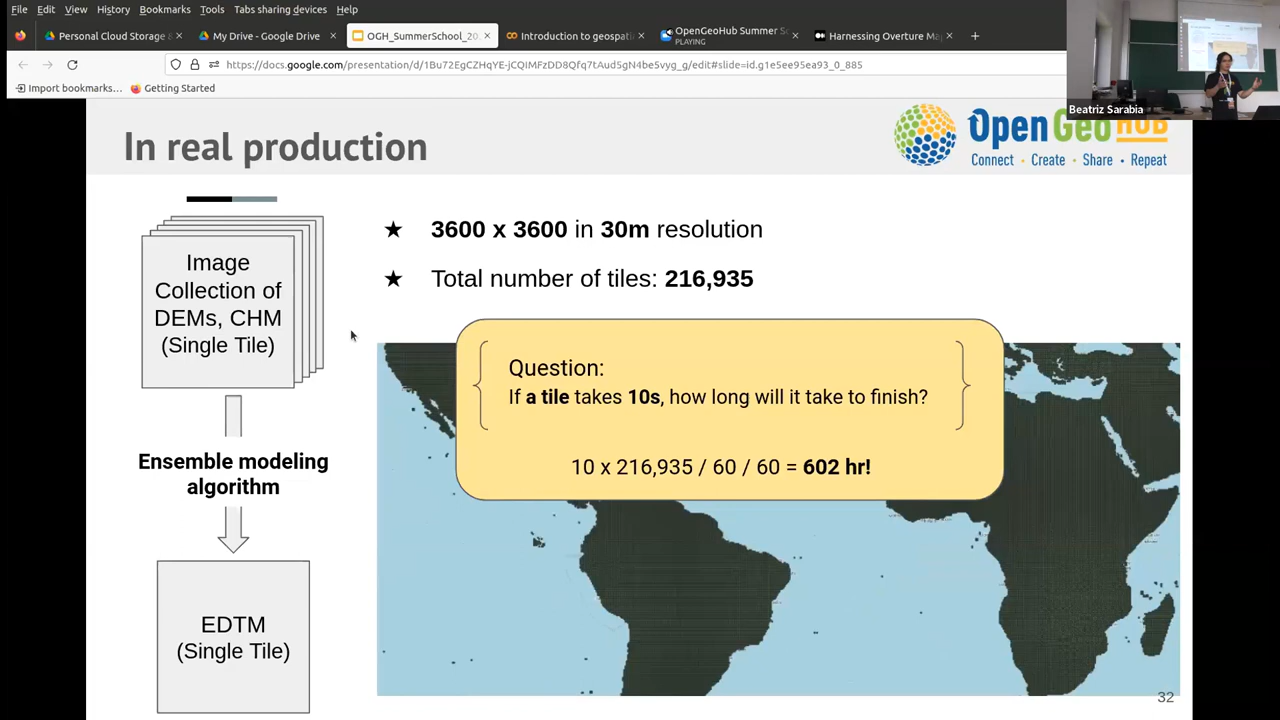 File Edit View History Bookmarks Tools Tabs sharing devices Help
Personal Cloud Storage &
My Drive - Google Drive
OGH_SummerSchool_20
Introduction to geospati
OpenGeoHub Summer S
PLAYING
Harnessing Overture Ma
https://docs.google.com/presentation/d/1Bu72EgCZHqYE-jCQtMFzDD8Qfq7tAud5gN4be5vyg_g/edit#slide=id.g1e5ee95ea93_0_885
Import bookmarks...
Getting Started
Beatriz Sarabia
In real production
OpenGeoHUB
Connect • Create • Share • Repeat
Image
Collection of
DEMs, CHM
(Single Tile)
Ensemble modeling
algorithm
EDTM
(Single Tile)
★ 3600 x 3600 in 30m resolution
★ Total number of tiles: 216,935
Question:
If a tile takes 10s, how long will it take to finish?
10 x 216,935 / 60 / 60 = 602 hr!
32